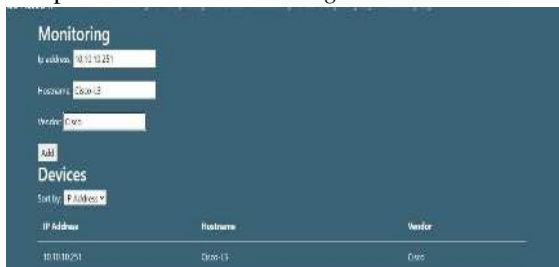 Monitoring
Ip address: 10.10.10.251
Hostname: Cisco-L3
Vendor: Cisco
Add
Devices
Sort by: IP Address
IP Address Hostname Vendor
10.10.10.251 Cisco-L3 Cisco